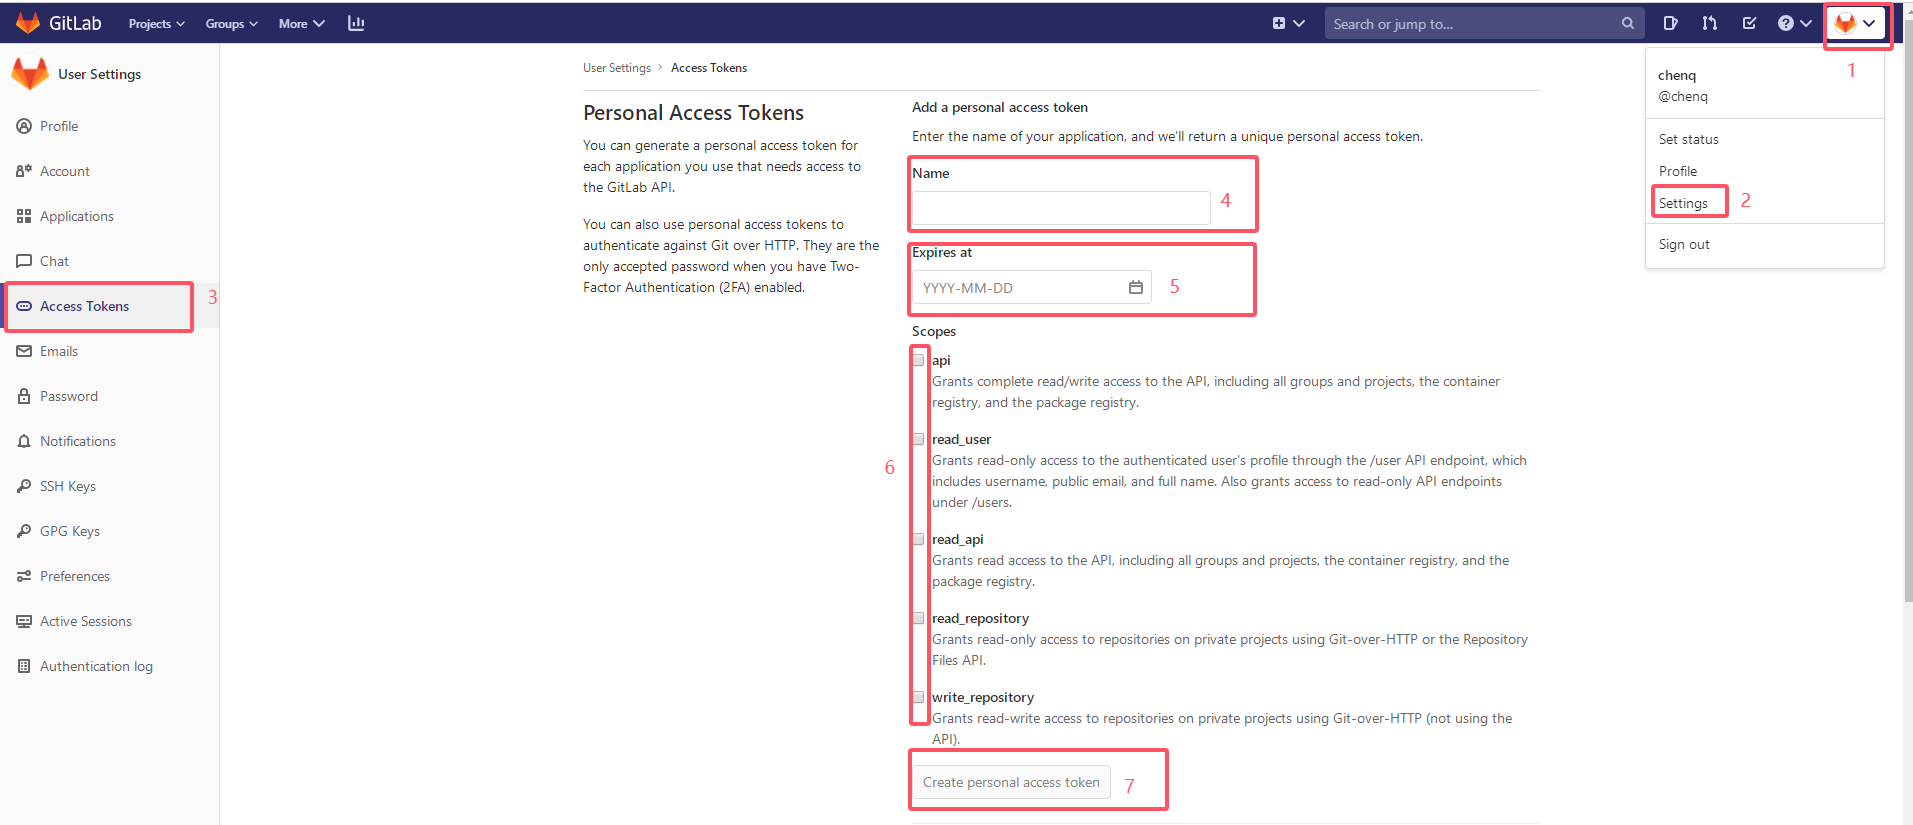 GitLab
Projects
Groups
More
Search or jump to...
1
User Settings
Profile
Account
Applications
Chat
Access Tokens
3
Emails
Password
Notifications
SSH Keys
GPG Keys
Preferences
Active Sessions
Authentication log
User Settings > Access Tokens
Personal Access Tokens
You can generate a personal access token for
each application you use that needs access to
the GitLab API.
You can also use personal access tokens to
authenticate against Git over HTTP. They are the
only accepted password when you have Two-
Factor Authentication (2FA) enabled.
Add a personal access token
Enter the name of your application, and we'll return a unique personal access token.
Name
4
Expires at
YYYY-MM-DD
5
Scopes
6
api
Grants complete read/write access to the API, including all groups and projects, the container
registry, and the package registry.
read_user
Grants read-only access to the authenticated user's profile through the /user API endpoint, which
includes username, public email, and full name. Also grants access to read-only API endpoints
under /users.
read_api
Grants read access to the API, including all groups and projects, the container registry, and the
package registry.
read_repository
Grants read-only access to repositories on private projects using Git-over-HTTP or the Repository
Files API.
write_repository
Grants read-write access to repositories on private projects using Git-over-HTTP (not using the
API).
Create personal access token
7
chenq
@chenq
Set status
Profile
Settings
2
Sign out